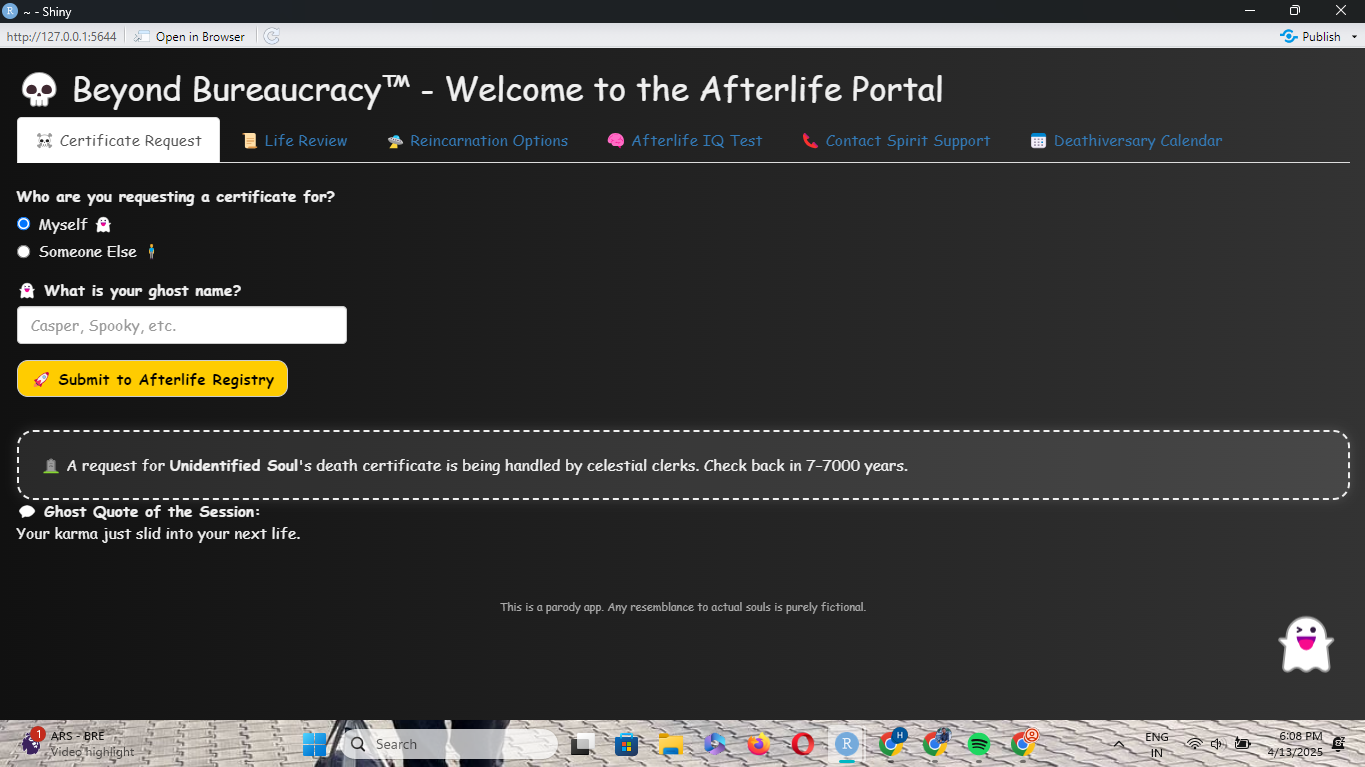 ~ - Shiny
http://127.0.0.1:5644
Open in Browser
Publish
Beyond Bureaucracy™ - Welcome to the Afterlife Portal
Certificate Request
Life Review
Reincarnation Options
Afterlife IQ Test
Contact Spirit Support
Deathiversary Calendar
Who are you requesting a certificate for?
Myself
Someone Else
What is your ghost name?
Casper, Spooky, etc.
Submit to Afterlife Registry
A request for Unidentified Soul's death certificate is being handled by celestial clerks. Check back in 7-7000 years.
Ghost Quote of the Session:
Your karma just slid into your next life.
This is a parody app. Any resemblance to actual souls is purely fictional.
1
ARS - BRE
Video highlight
Search
R
H
ENG
IN
6:08 PM
4/13/2025